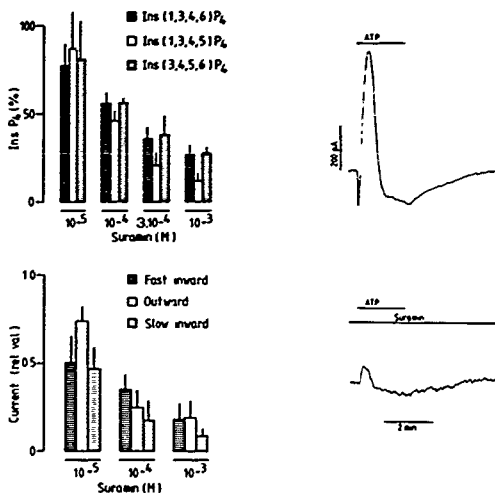 100
50
0
Ins P4 (%)
Ins (1,3,4,6) P4
Ins (1,3,4,5) P4
Ins (3,4,5,6) P4
10-5
10-4
3.10-4
10-3
Suramin (M)
ATP
200 pA
1.0
0.5
0
Current (rel val)
Fast inward
Outward
Slow inward
10-5
10-4
10-3
Suramin (M)
ATP
Suramin
2 min